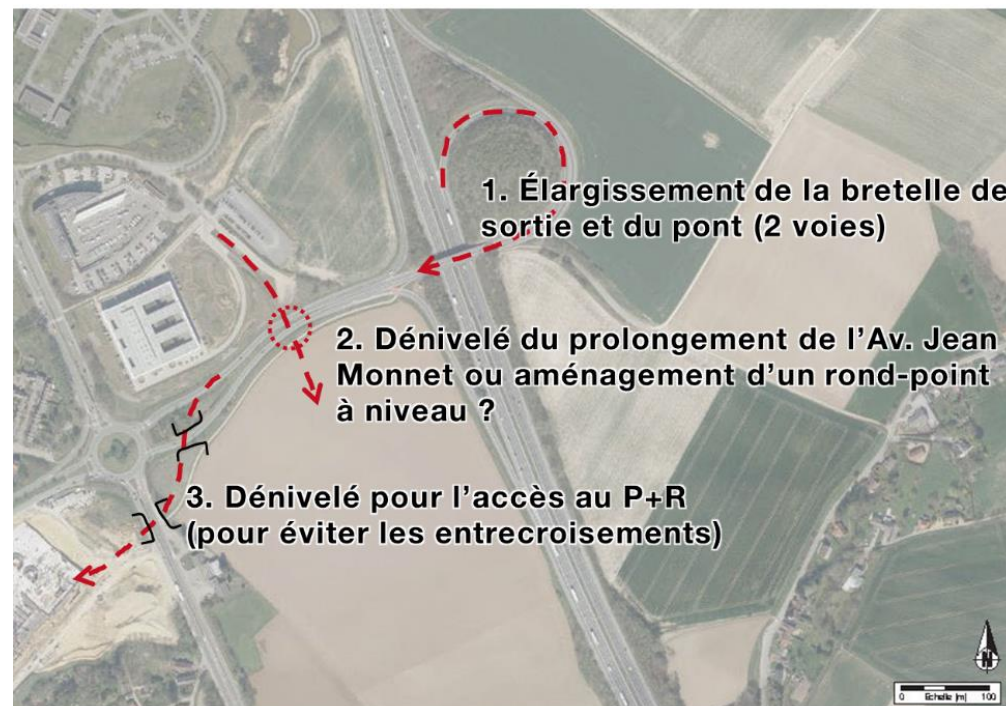 1. Élargissement de la bretelle de
sortie et du pont (2 voies)
2. Dénivelé du prolongement de l'Av. Jean
Monnet ou aménagement d'un rond-point
à niveau ?
3. Dénivelé pour l'accès au P+R
(pour éviter les entrecroisements)
N
0 Echelle [m] 100